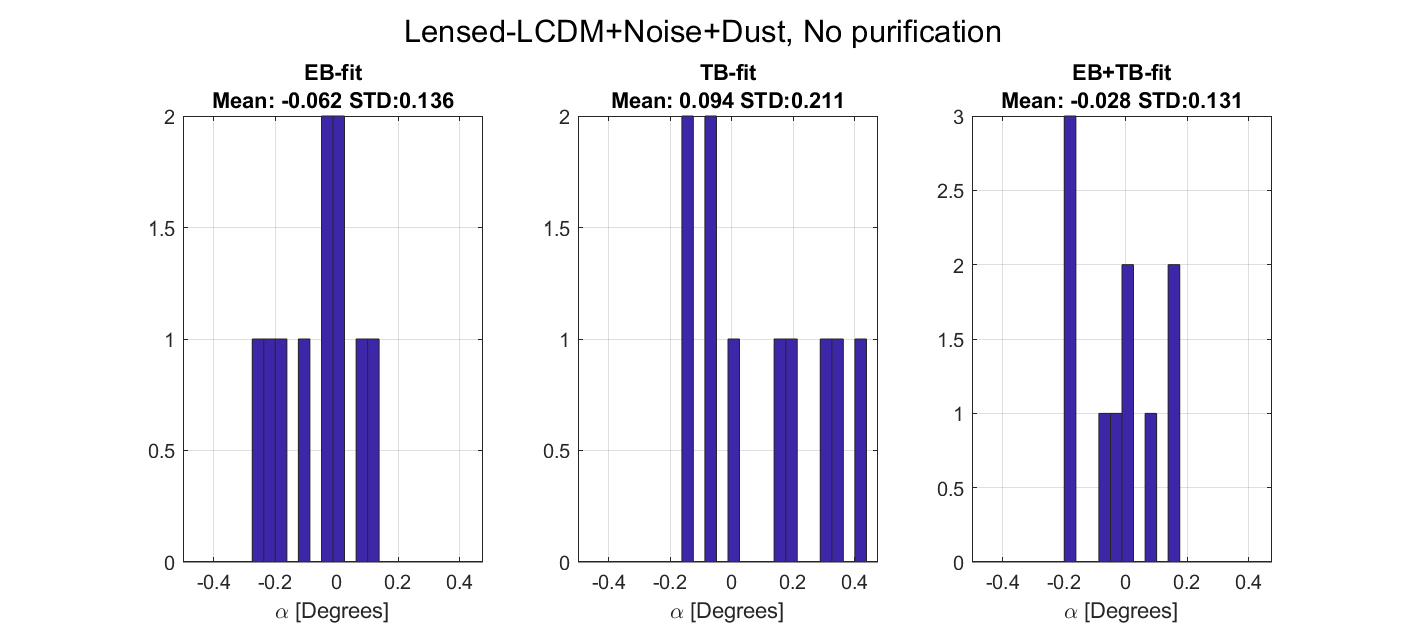 Lensed-LCDM+Noise+Dust, No purification
EB-fit
Mean: -0.062 STD:0.136
2
1.5
1
0.5
0
-0.4 -0.2 0 0.2 0.4
α [Degrees]
TB-fit
Mean: 0.094 STD:0.211
2
1.5
1
0.5
0
-0.4 -0.2 0 0.2 0.4
α [Degrees]
EB+TB-fit
Mean: -0.028 STD:0.131
3
2.5
2
1.5
1
0.5
0
-0.4 -0.2 0 0.2 0.4
α [Degrees]